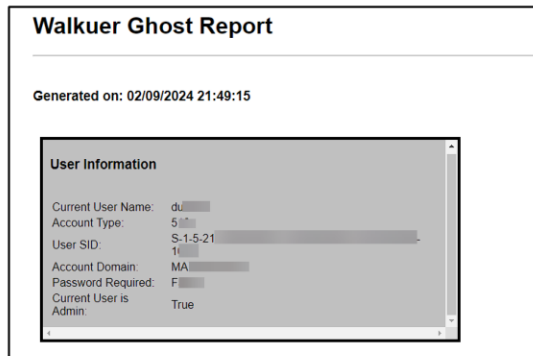 Walkuer Ghost Report
Generated on: 02/09/2024 21:49:15
User Information
Current User Name: du
Account Type: 5
User SID: S-1-5-21 -
1
Account Domain: MA
Password Required: F
Current User is Admin: True